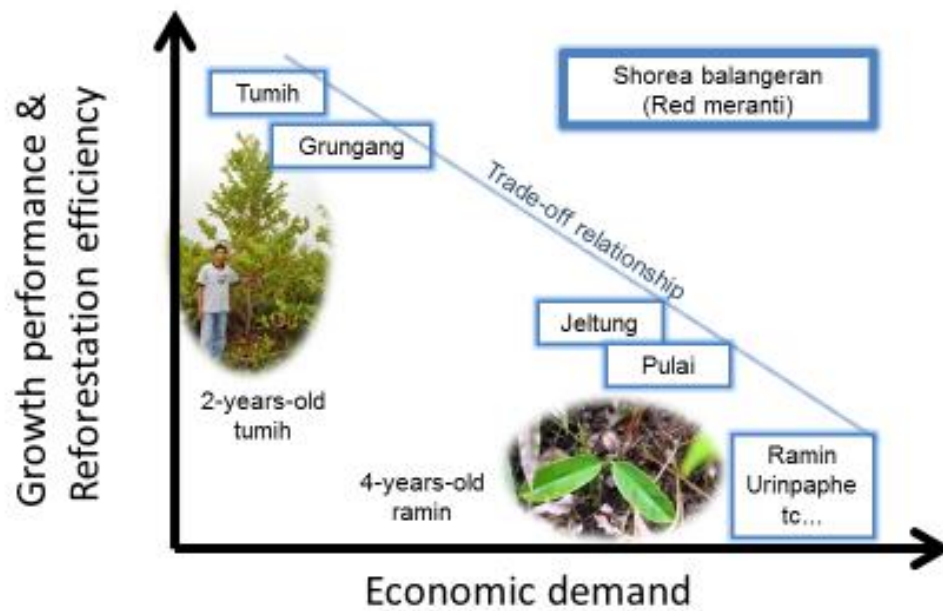 Growth performance &
Reforestation efficiency
Tumih
Grungang
Shorea balangeran
(Red meranti)
Trade-off relationship
Jeltung
Pulai
2-years-old
tumih
4-years-old
ramin
Ramin
Urinpaphe
tc...
Economic demand